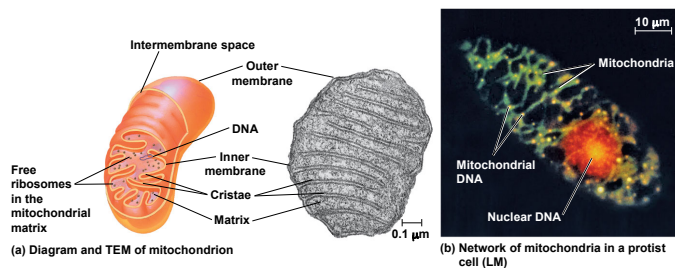 Intermembrane space
Outer
membrane
DNA
Inner
membrane
Free
ribosomes
in the
mitochondrial
matrix
Cristae
Matrix
0.1 μm
(a) Diagram and TEM of mitochondrion
10 μm
Mitochondria
Mitochondrial
DNA
Nuclear DNA
(b) Network of mitochondria in a protist
cell (LM)